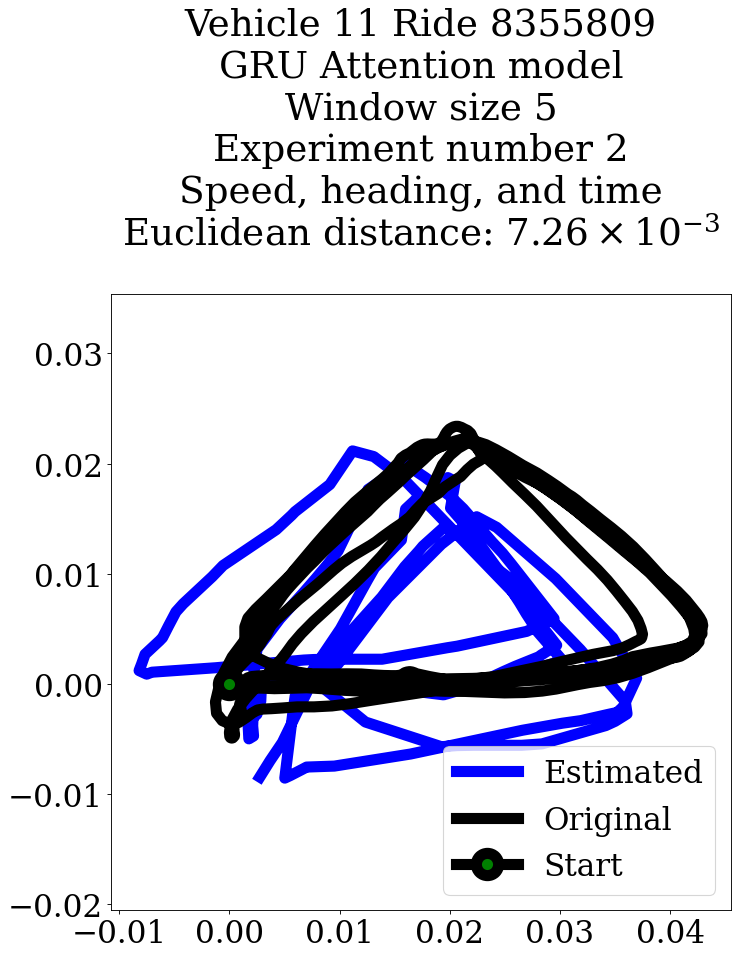 Vehicle 11 Ride 8355809
GRU Attention model
Window size 5
Experiment number 2
Speed, heading, and time
Euclidean distance: 7.26 × 10⁻³
0.03
0.02
0.01
0.00
−0.01
−0.02
−0.01 0.00 0.01 0.02 0.03 0.04
Estimated
Original
Start